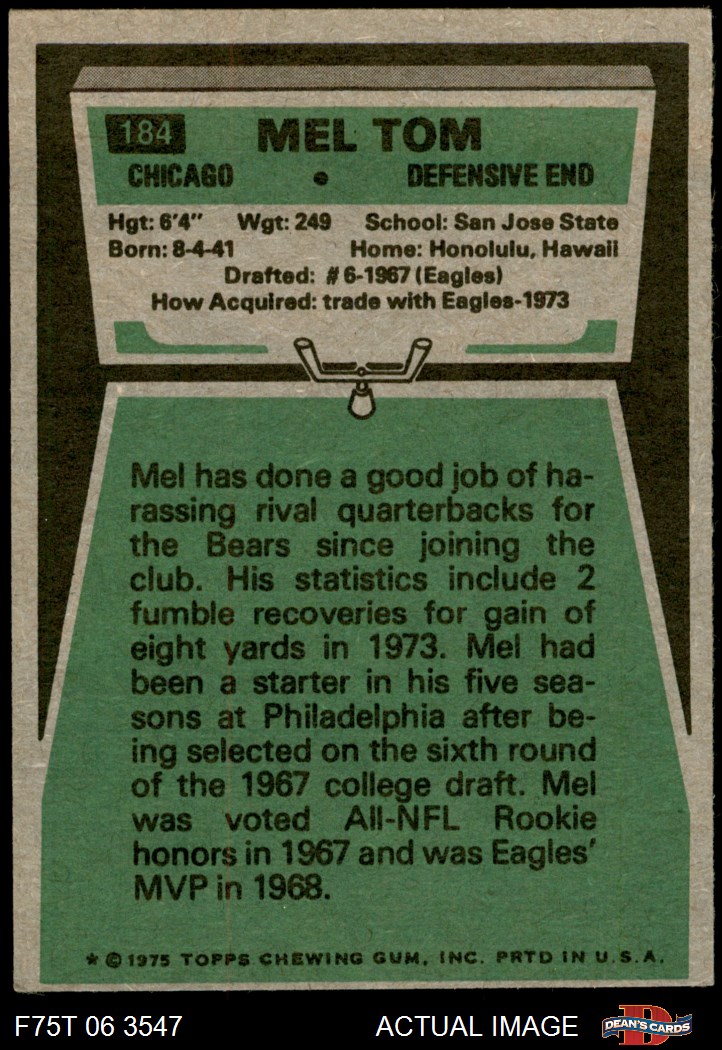 184 MEL TOM
CHICAGO • DEFENSIVE END
Hgt: 6'4" Wgt: 249 School: San Jose State
Born: 8-4-41 Home: Honolulu, Hawaii
Drafted: #6-1967 (Eagles)
How Acquired: trade with Eagles-1973
Mel has done a good job of ha-
rassing rival quarterbacks for
the Bears since joining the
club. His statistics include 2
fumble recoveries for gain of
eight yards in 1973. Mel had
been a starter in his five sea-
sons at Philadelphia after be-
ing selected on the sixth round
of the 1967 college draft. Mel
was voted All-NFL Rookie
honors in 1967 and was Eagles'
MVP in 1968.
* © 1975 TOPPS CHEWING GUM, INC. PRTD IN U.S.A.
F75T 06 3547 ACTUAL IMAGE D DEAN'S CARDS